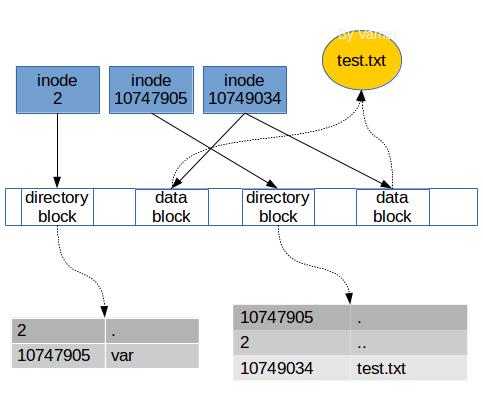 By Vamei
test.txt
inode
2
inode
10747905
inode
10749034
directory
block
data
block
directory
block
data
block
2 .
10747905 var
10747905 .
2 ..
10749034 test.txt